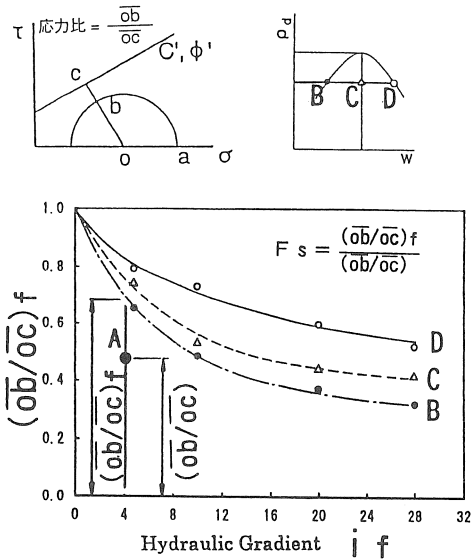 τ
応力比 = ob/oc
C', φ'
c
b
o
a
σ
ρd
B
C
D
w
1.0
0.8
0.6
0.4
0.2
0.0
(ob/oc) f
Fs = (ob/oc)f/(ob/oc)
A
(ob/oc)f
(ob/oc)
D
C
B
0 4 8 12 16 20 24 28 32
Hydraulic Gradient i f